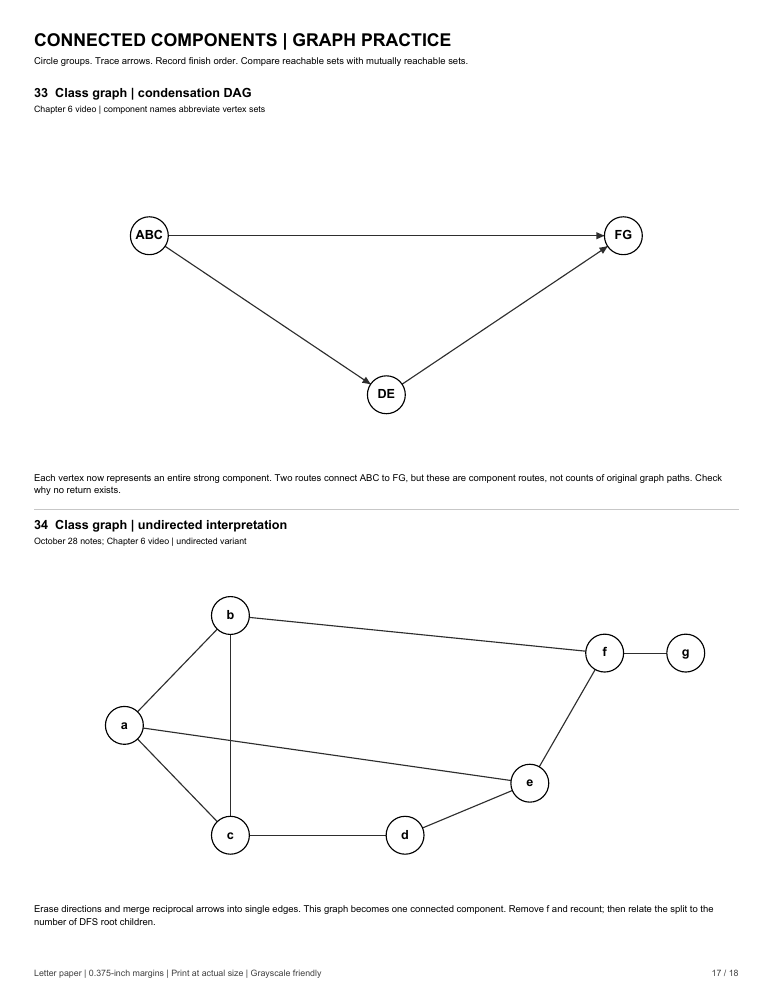 CONNECTED COMPONENTS | GRAPH PRACTICE
Circle groups. Trace arrows. Record finish order. Compare reachable sets with mutually reachable sets.
33 Class graph | condensation DAG
Chapter 6 video | component names abbreviate vertex sets
ABC
FG
DE
Each vertex now represents an entire strong component. Two routes connect ABC to FG, but these are component routes, not counts of original graph paths. Check
why no return exists.
34 Class graph | undirected interpretation
October 28 notes; Chapter 6 video | undirected variant
b
f
g
a
e
c
d
Erase directions and merge reciprocal arrows into single edges. This graph becomes one connected component. Remove f and recount; then relate the split to the
number of DFS root children.
Letter paper | 0.375-inch margins | Print at actual size | Grayscale friendly
17 / 18